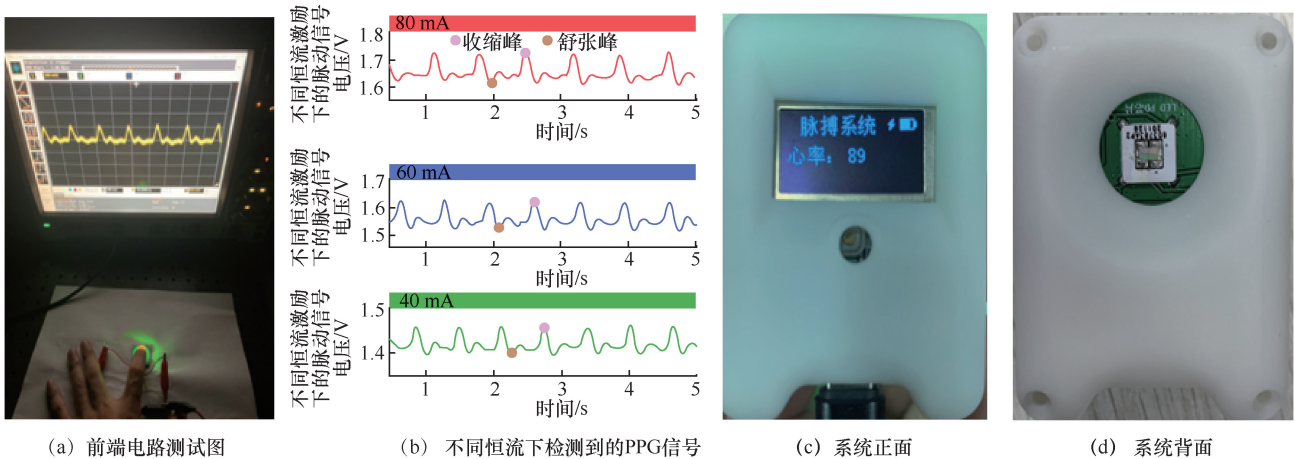 80 mA
收缩峰 舒张峰
不同恒流激励
下的脉动信号
电压/V
1.8
1.7
1.6
1 2 3 4 5
时间/s
60 mA
不同恒流激励
下的脉动信号
电压/V
1.7
1.6
1.5
1 2 3 4 5
时间/s
40 mA
不同恒流激励
下的脉动信号
电压/V
1.5
1.4
1 2 3 4 5
时间/s
脉搏系统
心率: 89
(a) 前端电路测试图
(b) 不同恒流下检测到的PPG信号
(c) 系统正面
(d) 系统背面